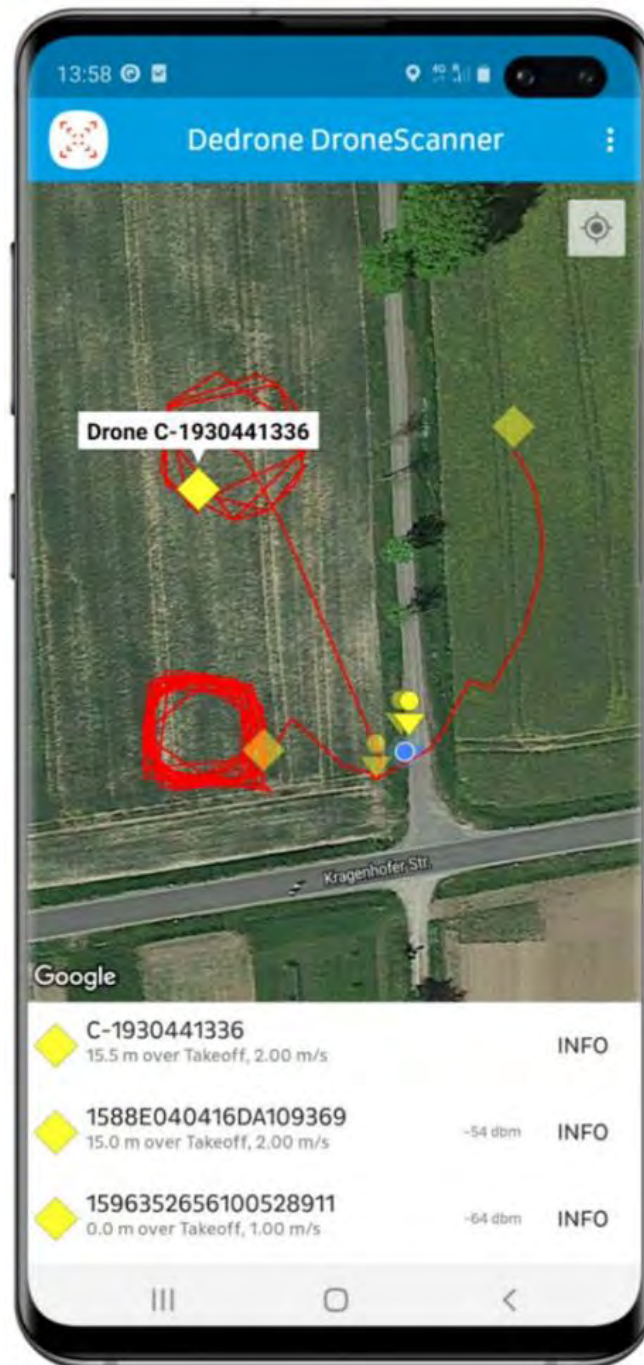 13:58
4G
Dedrone DroneScanner
Drone C-1930441336
Kragenhofer Str.
Google
C-1930441336
15.5 m over Takeoff, 2.00 m/s
INFO
1588E040416DA109369
15.0 m over Takeoff, 2.00 m/s
-54 dbm
INFO
1596352656100528911
0.0 m over Takeoff, 1.00 m/s
-64 dbm
INFO